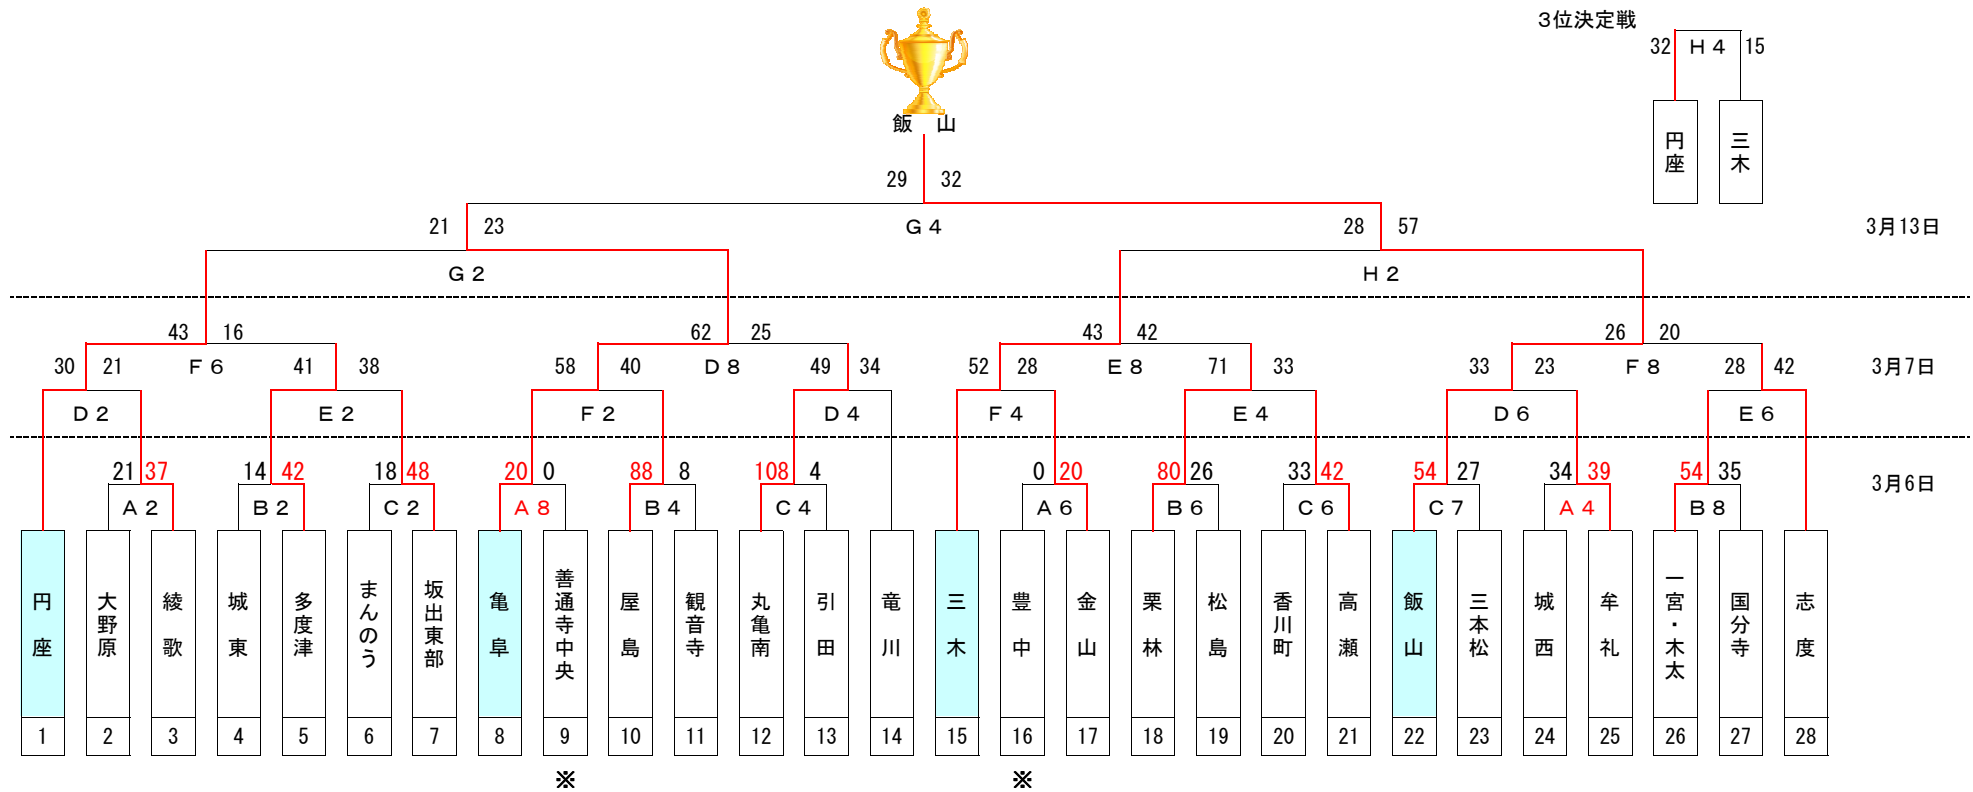 3位決定戦
32 H4 15
円座 三木
飯 山
29 32
21 23 G4 28 57 3月13日
G2 H2
43 16 62 25 43 42 26 20
30 21 F6 41 38 58 40 D8 49 34 52 28 E8 71 33 33 23 F8 28 42 3月7日
D2 E2 F2 D4 F4 E4 D6 E6
21 37 14 42 18 48 20 0 88 8 108 4 0 20 80 26 33 42 54 27 34 39 54 35 3月6日
A2 B2 C2 A8 B4 C4 A6 B6 C6 C7 A4 B8
円座
大野原
綾歌
城東
多度津
まんのう
坂出東部
亀阜
善通寺中央
屋島
観音寺
丸亀南
引田
竜川
三木
豊中
金山
栗林
松島
香川町
高瀬
飯山
三本松
城西
牟礼
一宮・木太
国分寺
志度
1 2 3 4 5 6 7 8 9 10 11 12 13 14 15 16 17 18 19 20 21 22 23 24 25 26 27 28
※ ※